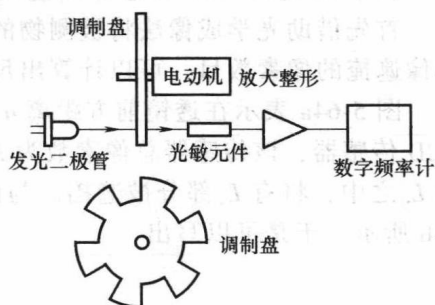 调制盘
电动机
放大整形
发光二极管
光敏元件
数字频率计
调制盘